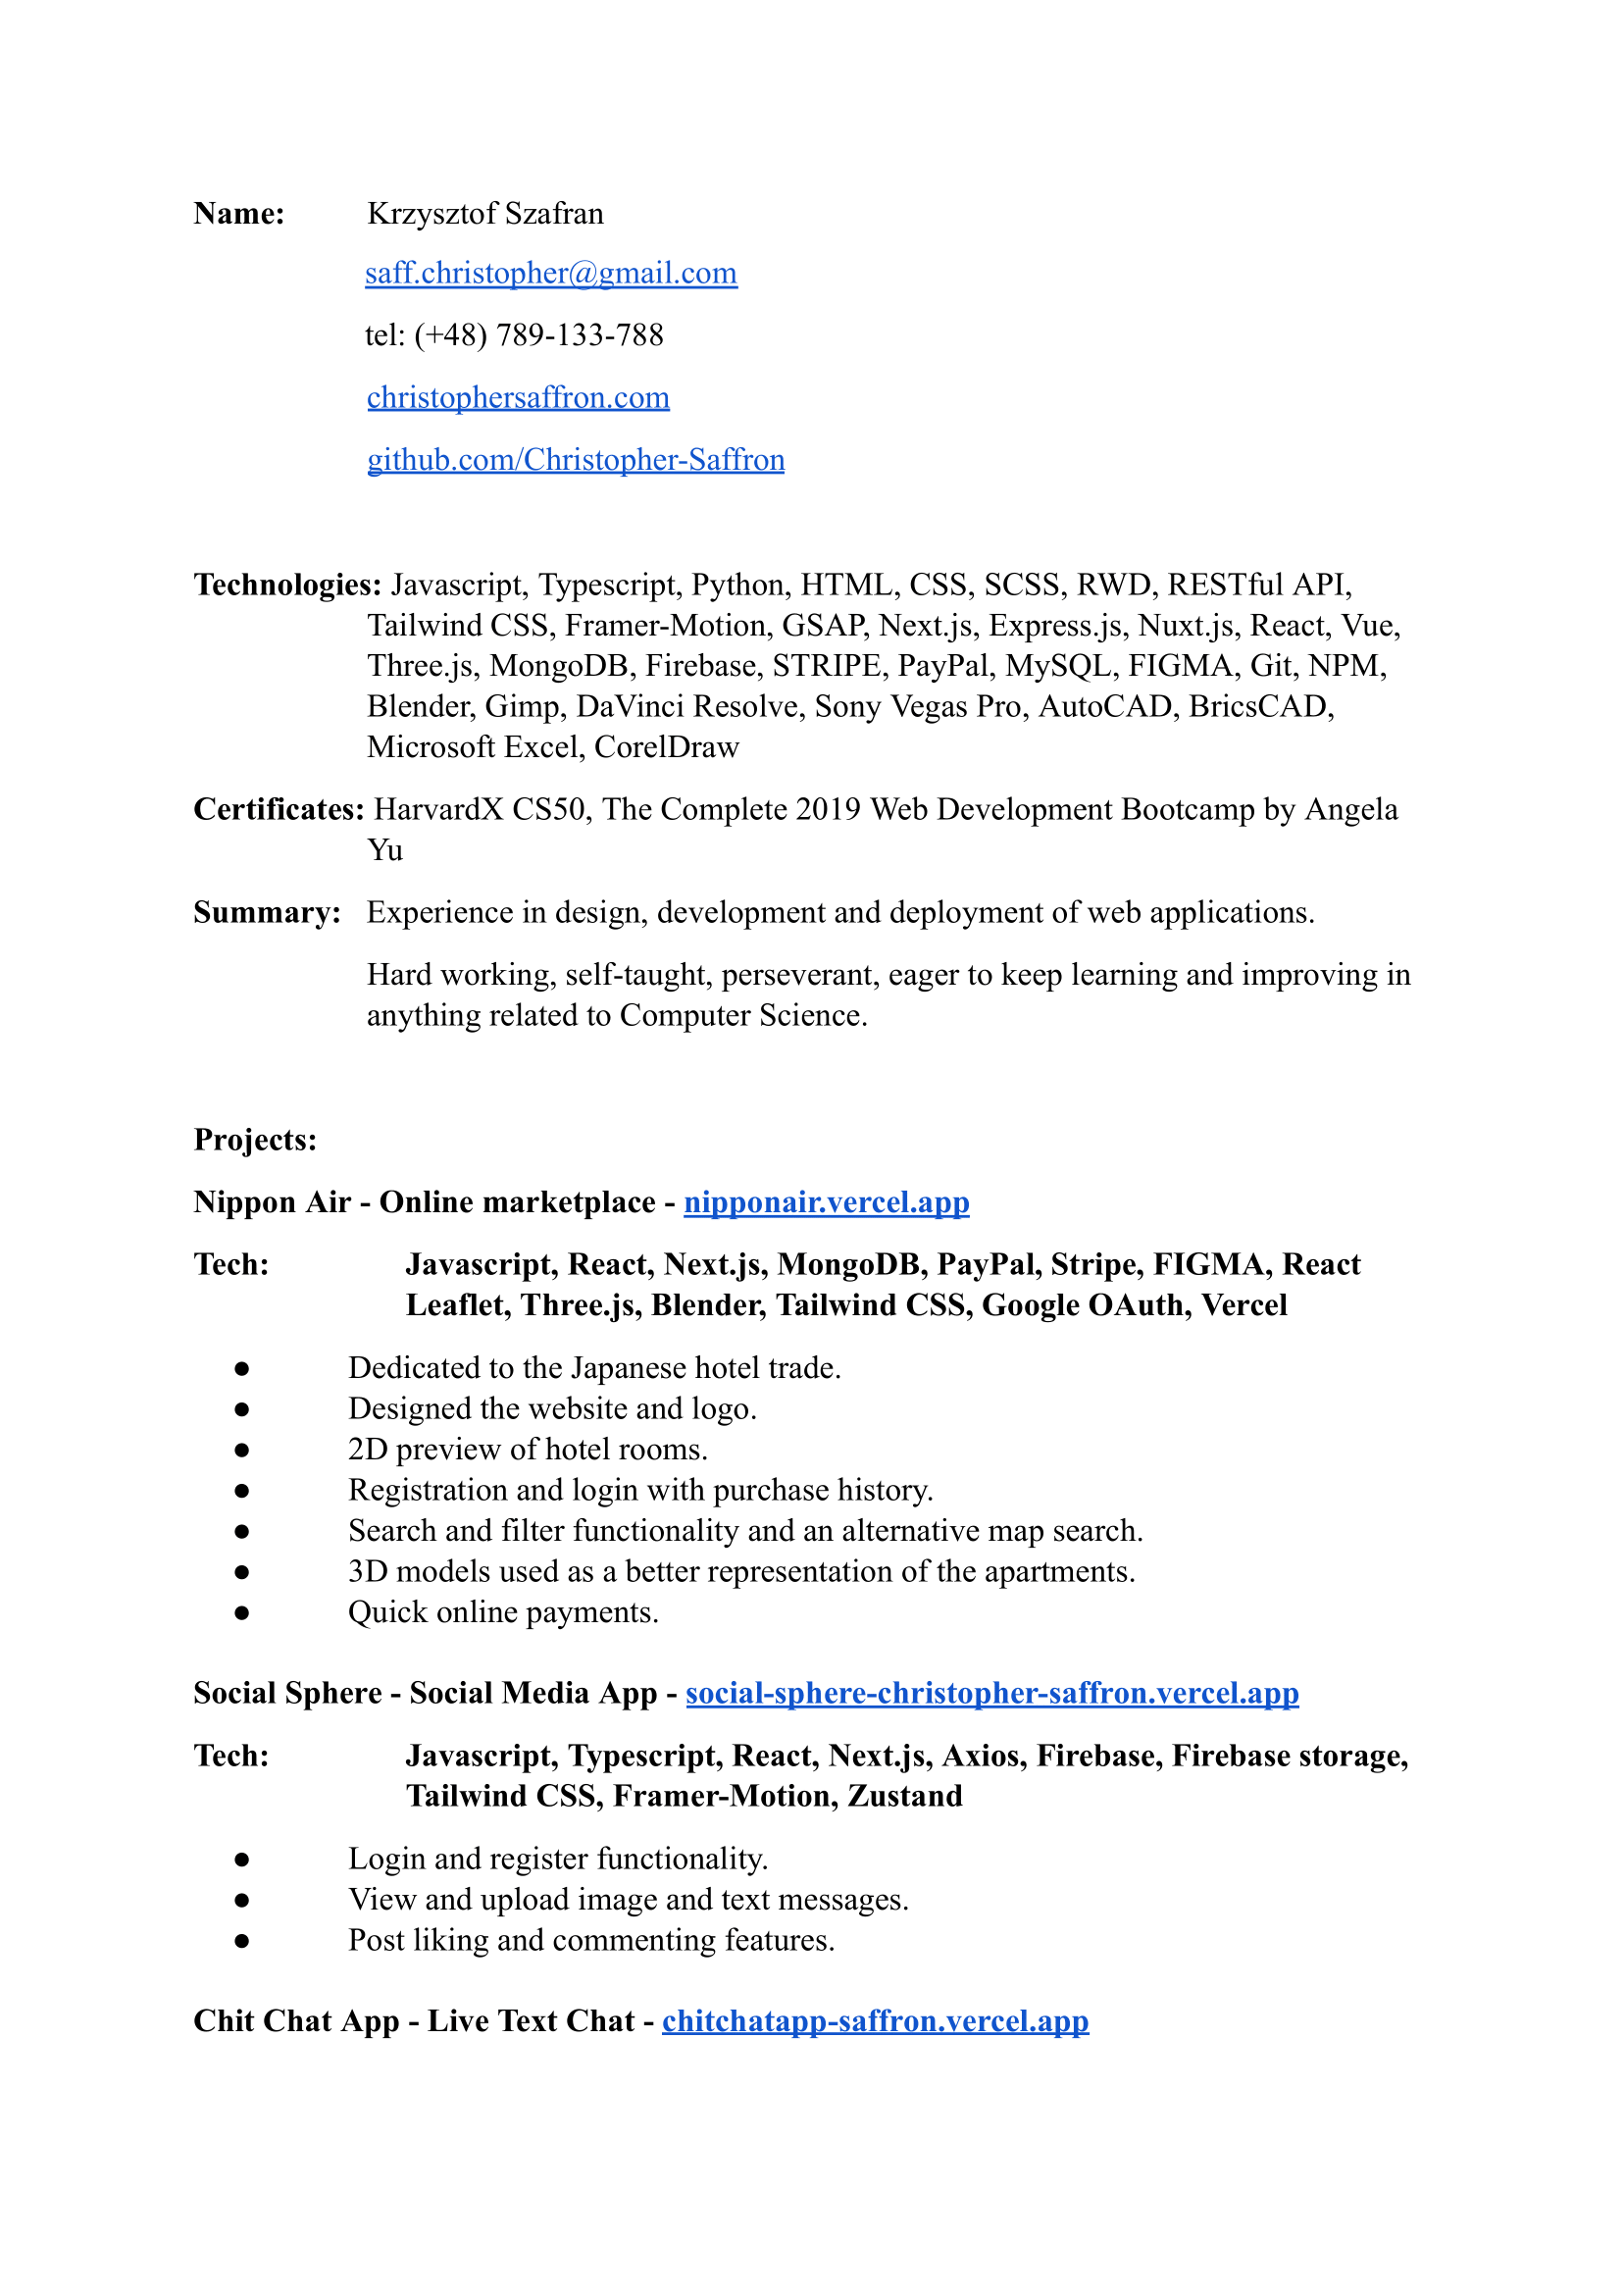 Name: Krzysztof Szafran
saff.christopher@gmail.com
tel: (+48) 789-133-788
christophersaffron.com
github.com/Christopher-Saffron
Technologies: Javascript, Typescript, Python, HTML, CSS, SCSS, RWD, RESTful API,
Tailwind CSS, Framer-Motion, GSAP, Next.js, Express.js, Nuxt.js, React, Vue,
Three.js, MongoDB, Firebase, STRIPE, PayPal, MySQL, FIGMA, Git, NPM,
Blender, Gimp, DaVinci Resolve, Sony Vegas Pro, AutoCAD, BricsCAD,
Microsoft Excel, CorelDraw
Certificates: HarvardX CS50, The Complete 2019 Web Development Bootcamp by Angela
Yu
Summary: Experience in design, development and deployment of web applications.
Hard working, self-taught, perseverant, eager to keep learning and improving in
anything related to Computer Science.
Projects:
Nippon Air - Online marketplace - nipponair.vercel.app
Tech: Javascript, React, Next.js, MongoDB, PayPal, Stripe, FIGMA, React
Leaflet, Three.js, Blender, Tailwind CSS, Google OAuth, Vercel
● Dedicated to the Japanese hotel trade.
● Designed the website and logo.
● 2D preview of hotel rooms.
● Registration and login with purchase history.
● Search and filter functionality and an alternative map search.
● 3D models used as a better representation of the apartments.
● Quick online payments.
Social Sphere - Social Media App - social-sphere-christopher-saffron.vercel.app
Tech: Javascript, Typescript, React, Next.js, Axios, Firebase, Firebase storage,
Tailwind CSS, Framer-Motion, Zustand
● Login and register functionality.
● View and upload image and text messages.
● Post liking and commenting features.
Chit Chat App - Live Text Chat - chitchatapp-saffron.vercel.app